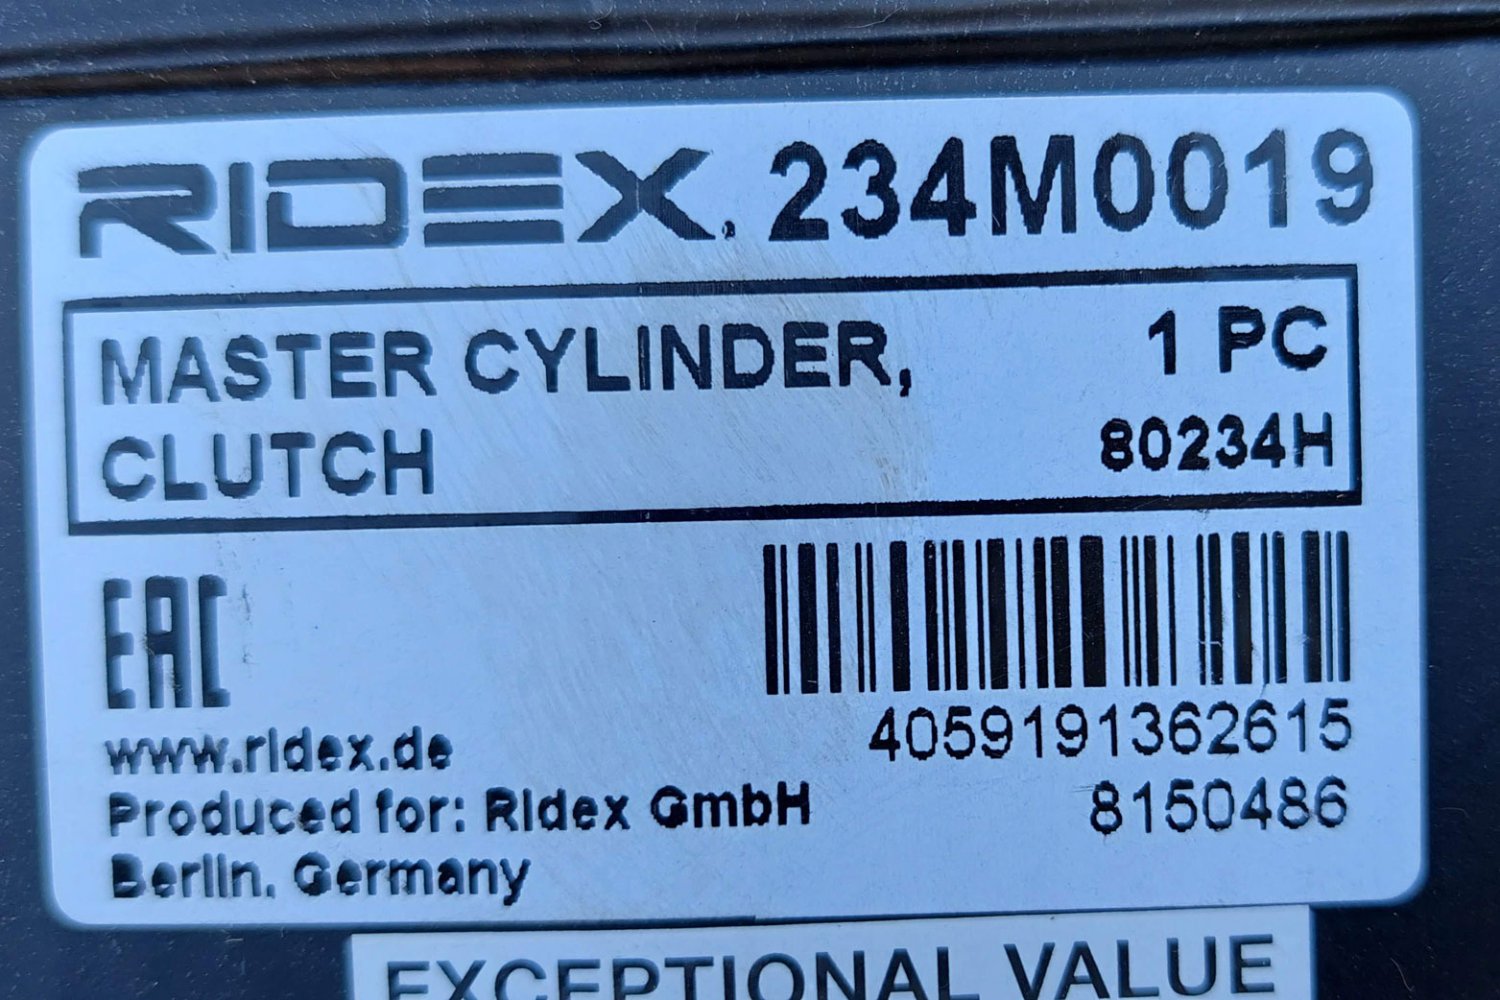 RIDEX. 234M0019
MASTER CYLINDER, 1 PC
CLUTCH 80234H
EAC
4059191362615
www.ridex.de
8150486
Produced for: Ridex GmbH
Berlin, Germany
EXCEPTIONAL VALUE